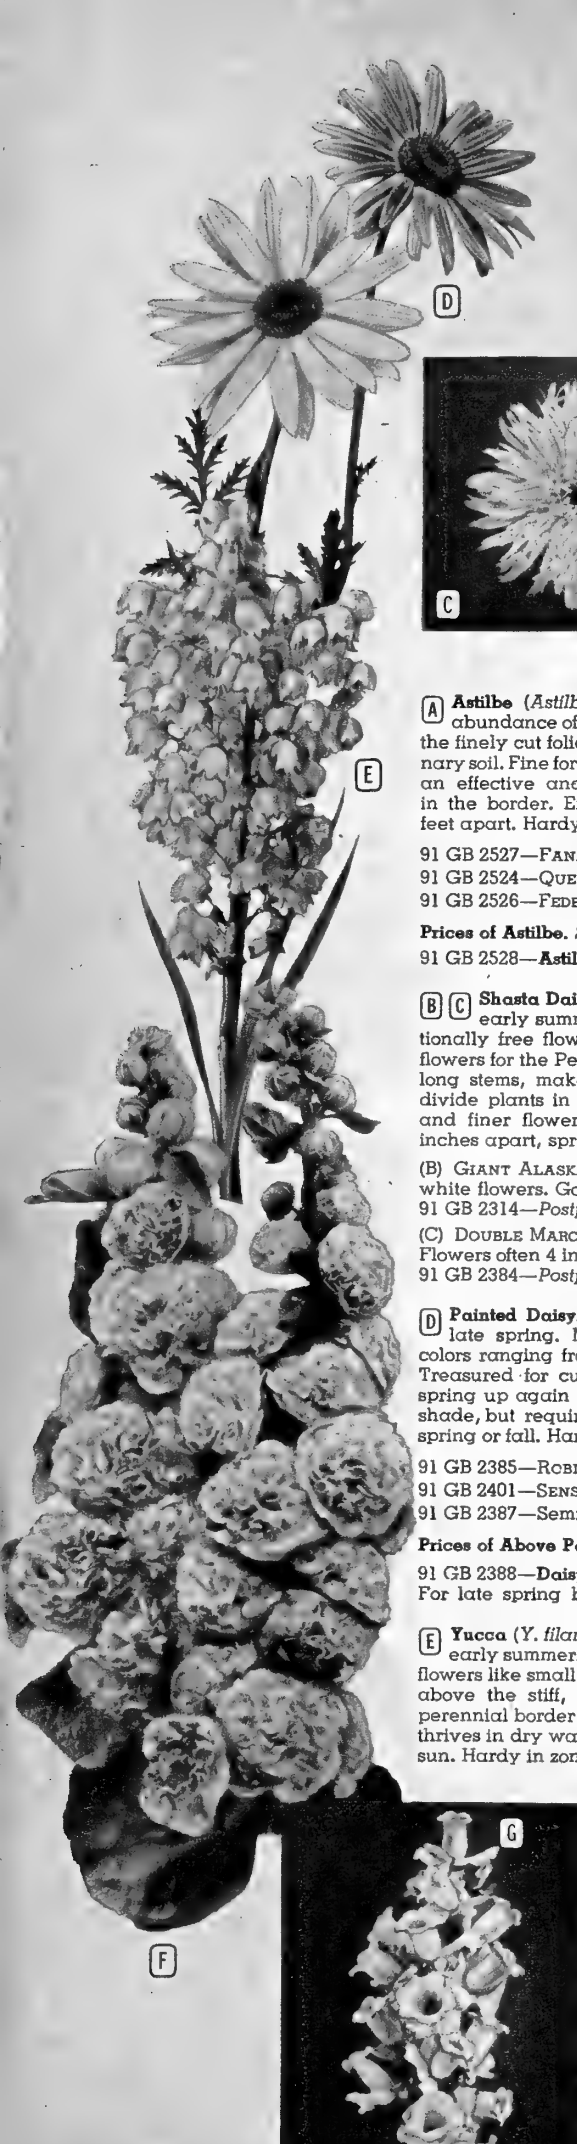 D
C
E
A Astilbe (Astilb
abundance of
the finely cut folic
nary soil. Fine for
an effective anc
in the border. E
feet apart. Hardy
91 GB 2527—FAN
91 GB 2524—QUE
91 GB 2526—FEDE
Prices of Astilbe.
91 GB 2528—Astil
B C Shasta Dai
early summ
tionally free flow
flowers for the Pe
long stems, mak
divide plants in
and finer flower
inches apart, spr
(B) GIANT ALASK
white flowers. Go
91 GB 2314—Postp
(C) DOUBLE MARC
Flowers often 4 in
91 GB 2384—Postp
D Painted Daisy
late spring.
colors ranging fr
Treasured for cu
spring up again
shade, but requir
spring or fall. Har
91 GB 2385—ROBI
91 GB 2401—SENS
91 GB 2387—Semi
Prices of Above Pe
91 GB 2388—Dais
For late spring b
E Yucca (Y. filar
early summer.
flowers like small
above the stiff,
perennial border
thrives in dry wa
sun. Hardy in zon
G
F